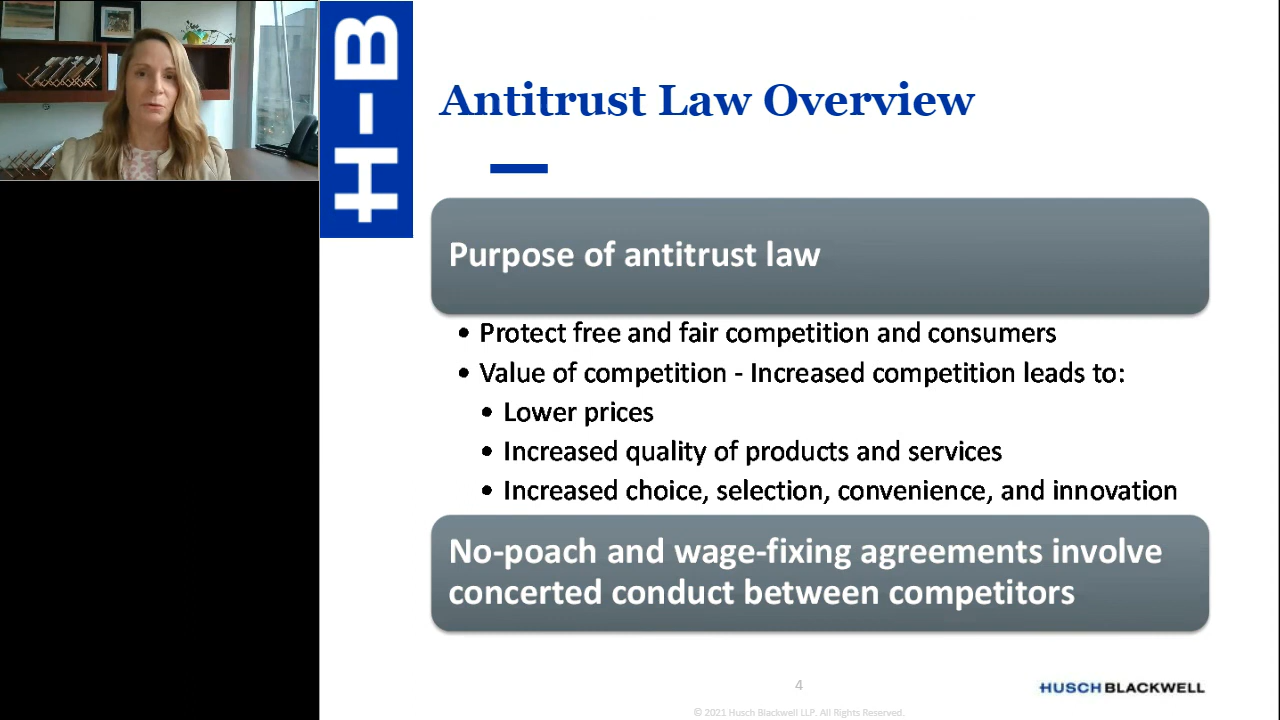 H-B
Antitrust Law Overview
Purpose of antitrust law
• Protect free and fair competition and consumers
• Value of competition - Increased competition leads to:
• Lower prices
• Increased quality of products and services
• Increased choice, selection, convenience, and innovation
No-poach and wage-fixing agreements involve
concerted conduct between competitors
4
HUSCH BLACKWELL
© 2021 Husch Blackwell LLP. All Rights Reserved.